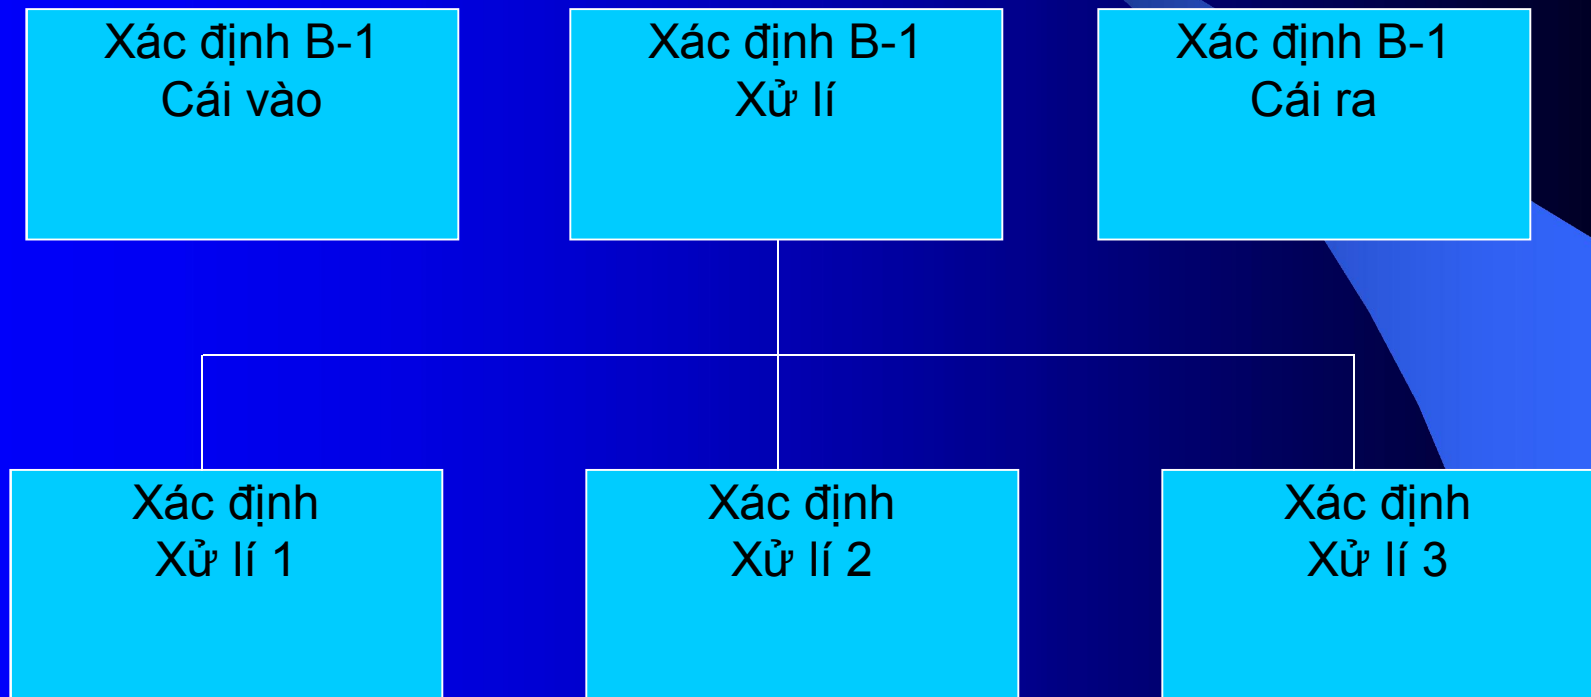 Xác định B-1
Cái vào
Xác định B-1
Xử lí
Xác định B-1
Cái ra
Xác định
Xử lí 1
Xác định
Xử lí 2
Xác định
Xử lí 3